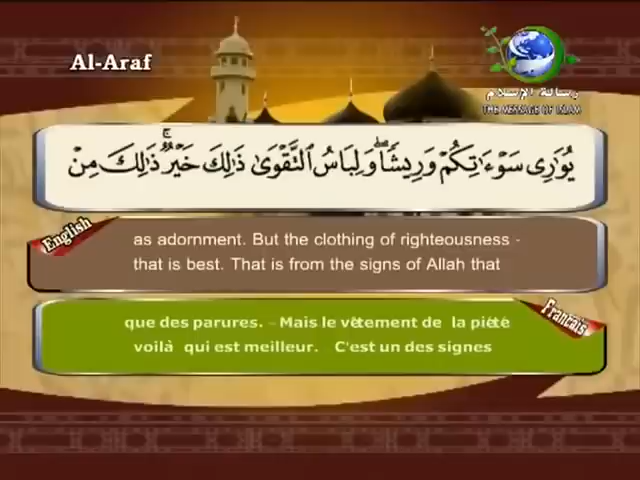 Al-Araf
رسالة الإسلام
THE MESSAGE OF ISLAM
يُوَٰرِى سَوْءَٰتِكُمْ وَرِيشًا ۖ وَلِبَاسُ ٱلتَّقْوَىٰ ذَٰلِكَ خَيْرٌ ۚ ذَٰلِكَ مِنْ
English
as adornment. But the clothing of righteousness -
that is best. That is from the signs of Allah that
Francais
que des parures. - Mais le vêtement de la piété
voilà qui est meilleur. C'est un des signes